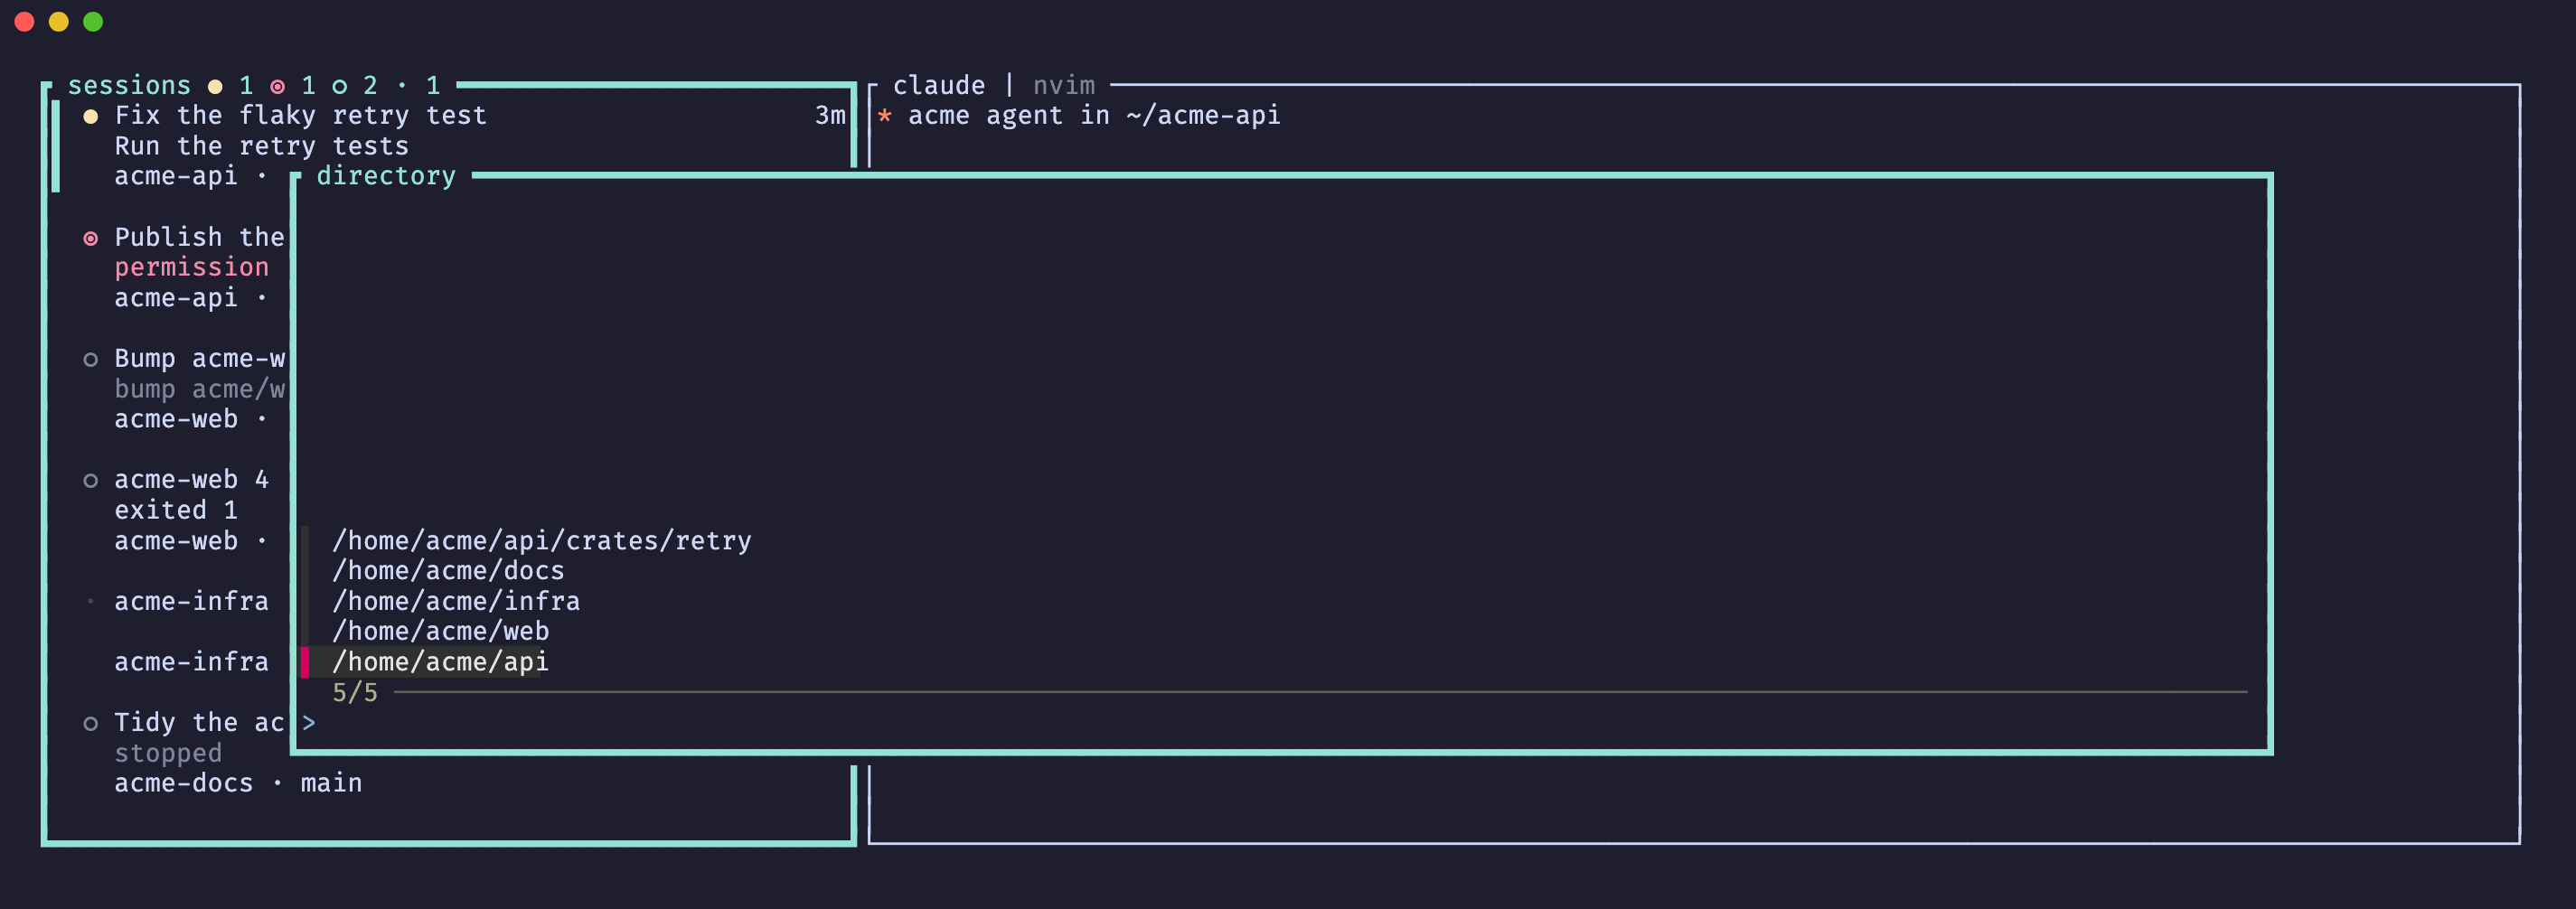 sessions ● 1 ◉ 1 ○ 2 · 1
● Fix the flaky retry test 3m
Run the retry tests
acme-api ·
◉ Publish the
permission
acme-api ·
○ Bump acme-w
bump acme/w
acme-web ·
○ acme-web 4
exited 1
acme-web ·
· acme-infra
acme-infra
○ Tidy the ac
stopped
acme-docs · main
claude | nvim
* acme agent in ~/acme-api
directory
/home/acme/api/crates/retry
/home/acme/docs
/home/acme/infra
/home/acme/web
/home/acme/api
5/5
>